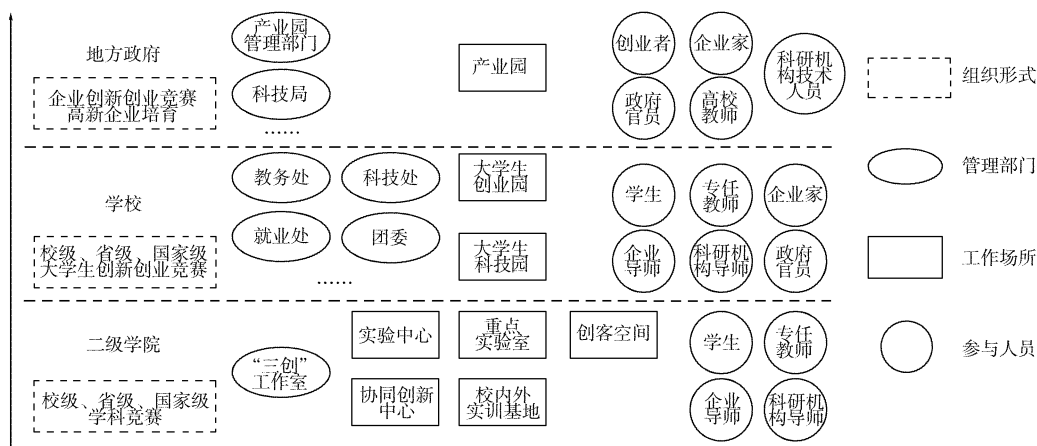 地方政府
企业创新创业竞赛
高新企业培育
产业园
管理部门
科技局
……
产业园
创业者
企业家
政府
官员
高校
教师
科研机
构技术
人员
组织形式
管理部门
工作场所
参与人员
学校
校级、省级、国家级
大学生创新创业竞赛
教务处
科技处
就业处
团委
……
大学生
创业园
大学生
科技园
学生
专任
教师
企业家
企业
导师
科研机
构导师
政府
官员
二级学院
校级、省级、国家级
学科竞赛
“三创”
工作室
实验中心
重点
实验室
创客空间
协同创新
中心
校内外
实训基地
学生
专任
教师
企业
导师
科研机
构导师